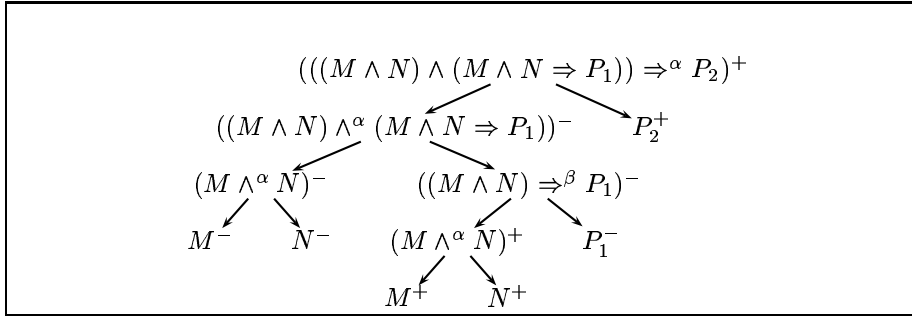 (((M ∧ N) ∧ (M ∧ N ⇒ P₁)) ⇒^α P₂)⁺
((M ∧ N) ∧^α (M ∧ N ⇒ P₁))⁻ P₂⁺
(M ∧^α N)⁻ ((M ∧ N) ⇒^β P₁)⁻
M⁻ N⁻ (M ∧^α N)⁺ P₁⁻
M⁺ N⁺